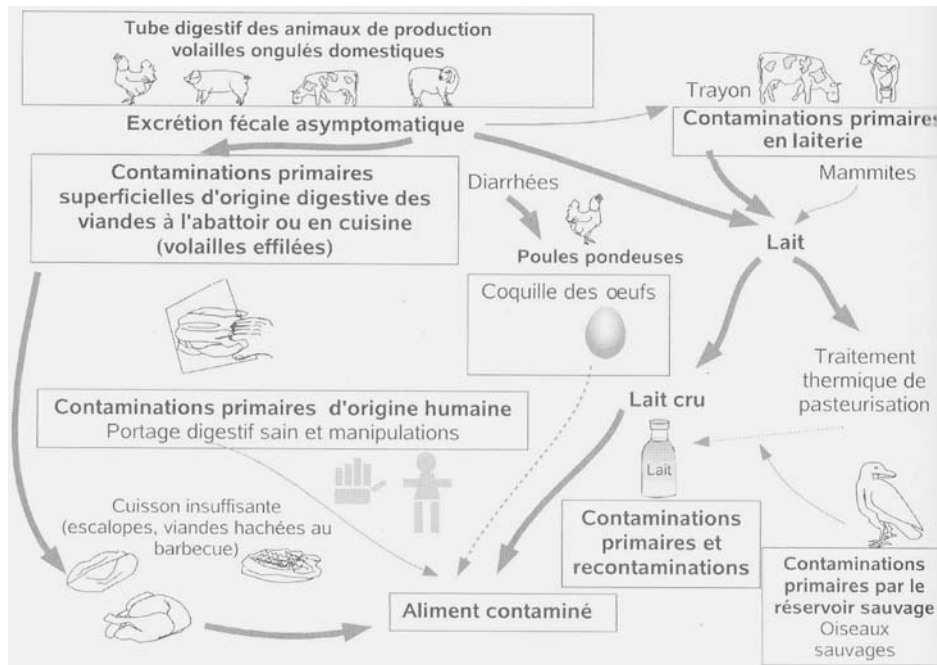 Tube digestif des animaux de production
volailles ongulés domestiques
Trayon
Excrétion fécale asymptomatique
Contaminations primaires
en laiterie
Contaminations primaires
superficielles d'origine digestive des
viandes à l'abattoir ou en cuisine
(volailles effilées)
Diarrhées
Mammites
Poules pondeuses
Lait
Coquille des œufs
Traitement
thermique de
pasteurisation
Lait cru
Contaminations primaires d'origine humaine
Portage digestif sain et manipulations
Lait
Cuisson insuffisante
(escalopes, viandes hachées au
barbecue)
Contaminations
primaires et
recontaminations
Contaminations
primaires par le
réservoir sauvage
Oiseaux
sauvages
Aliment contaminé